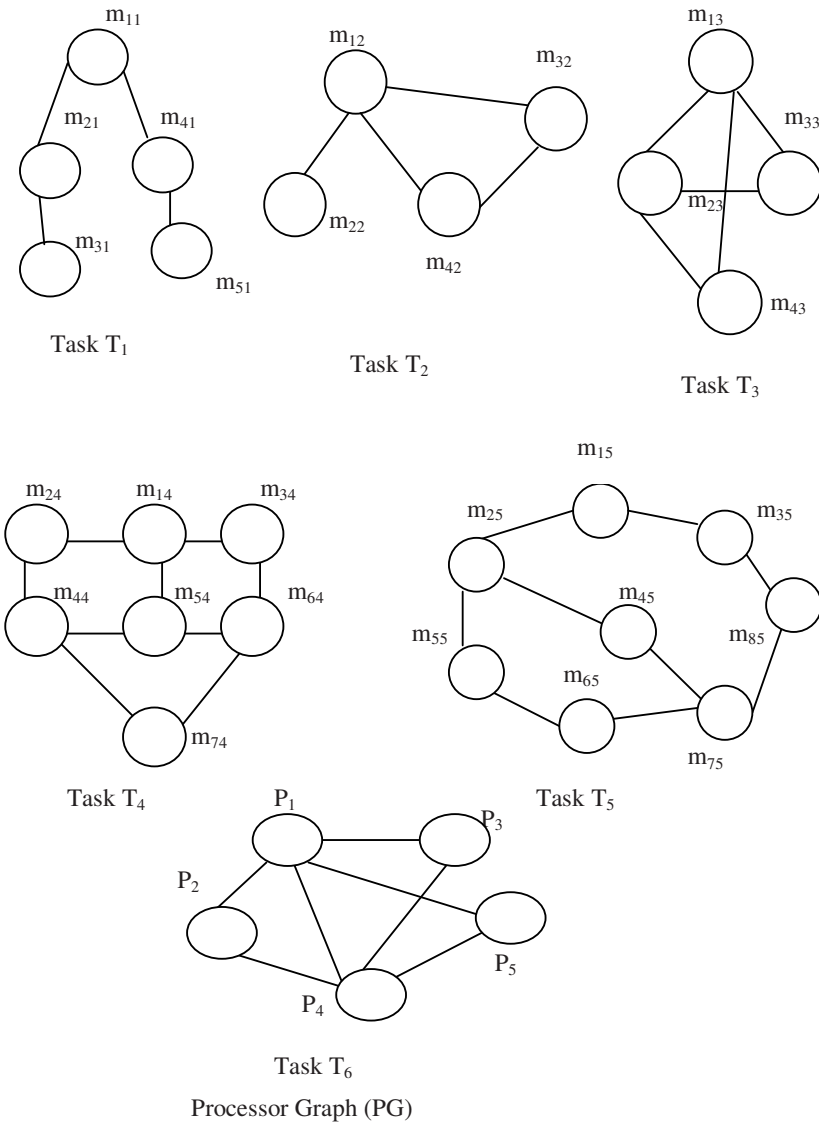 m₁₁
m₂₁
m₄₁
m₃₁
m₅₁
Task T₁
m₁₂
m₃₂
m₂₂
m₄₂
Task T₂
m₁₃
m₃₃
m₂₃
m₄₃
Task T₃
m₂₄
m₁₄
m₃₄
m₄₄
m₅₄
m₆₄
m₇₄
Task T₄
m₁₅
m₂₅
m₃₅
m₄₅
m₅₅
m₈₅
m₆₅
m₇₅
Task T₅
P₁
P₃
P₂
P₅
P₄
Task T₆
Processor Graph (PG)